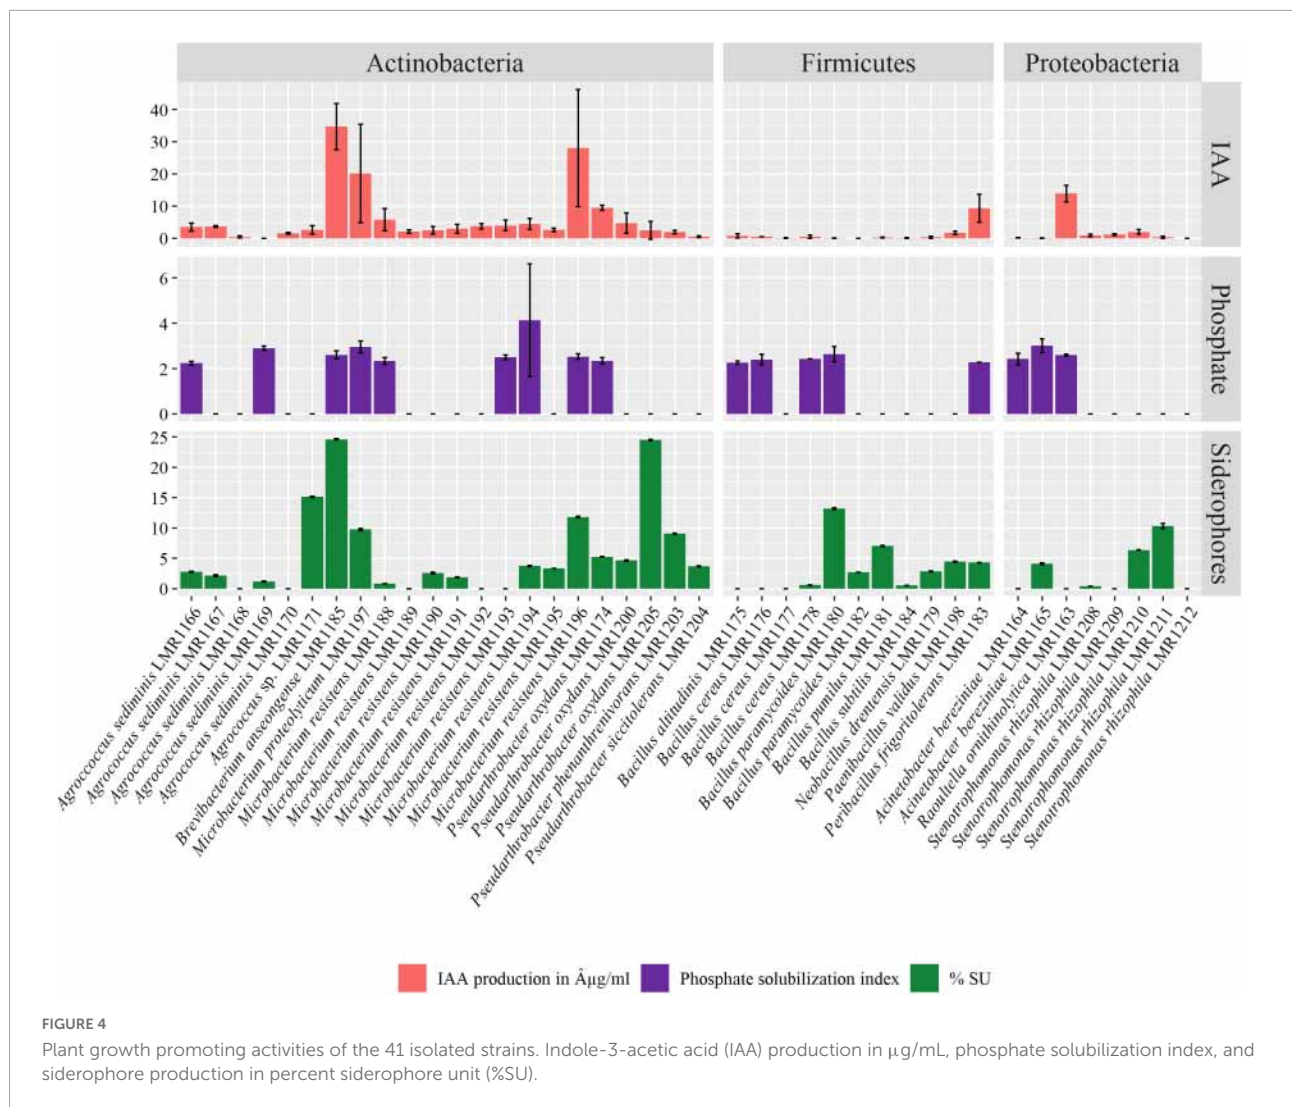 Actinobacteria
Firmicutes
Proteobacteria
40
30
20
10
0
IAA
6
4
2
0
Phosphate
25
20
15
10
5
0
Siderophores
Agroccoccus sediminis LMR1166
Agrococcus sediminis LMR1167
Agrococcus sedminis LMR1168
Agrococcus sedinis LMR1169
Agrococcus sediminis LMR1170
Agrococcus sp. LMR1171
Agrococcus anseongense LMR1185
Brevibacterium proteolyticum LMR1197
Microbacterium resistens LMR1188
Microbacterium resistens LMR1189
Microbacterium resistens LMR1190
Microbacterium resistens LMR1191
Microbacterium resistens LMR1192
Microbacterium resistens LMR1193
Microbacterium resistens LMR1194
Microbacterium resistens LMR1195
Microbacterium resistens LMR1196
Pseudarthrobacter oxydans LMR1174
Pseudarthrobacter oxydans LMR1200
Pseudarthrobacter oxydans LMR1205
Pseudarthrobacter phenanthrenivorans LMR1203
Pseudarthrobacter siccitolerans LMR1204
Bacillus altitudinis LMR1175
Bacillus cereus LMR1176
Bacillus cereus LMR1177
Bacillus cereus LMR1178
Bacillus paramycoides LMR1180
Bacillus paramycoides LMR1182
Bacillus pumilus LMR1181
Bacillus subtilis LMR1184
Neobacillus drentensis LMR1179
Paenibacillus validus LMR1198
Peribacillus frigoritolerans LMR1183
Acinetobacter bereziniae LMR1164
Acinetobacter bereziniae LMR1165
Raoultella ornithinolytica LMR1163
Stenotrophomonas rhizophila LMR1208
Stenotrophomonas rhizophila LMR1209
Stenotrophomonas rhizophila LMR1210
Stenotrophomonas rhizophila LMR1211
Stenotrophomonas rhizophila LMR1212
IAA production in Âµg/ml
Phosphate solubilization index
% SU
FIGURE 4
Plant growth promoting activities of the 41 isolated strains. Indole-3-acetic acid (IAA) production in μg/mL, phosphate solubilization index, and
siderophore production in percent siderophore unit (%SU).